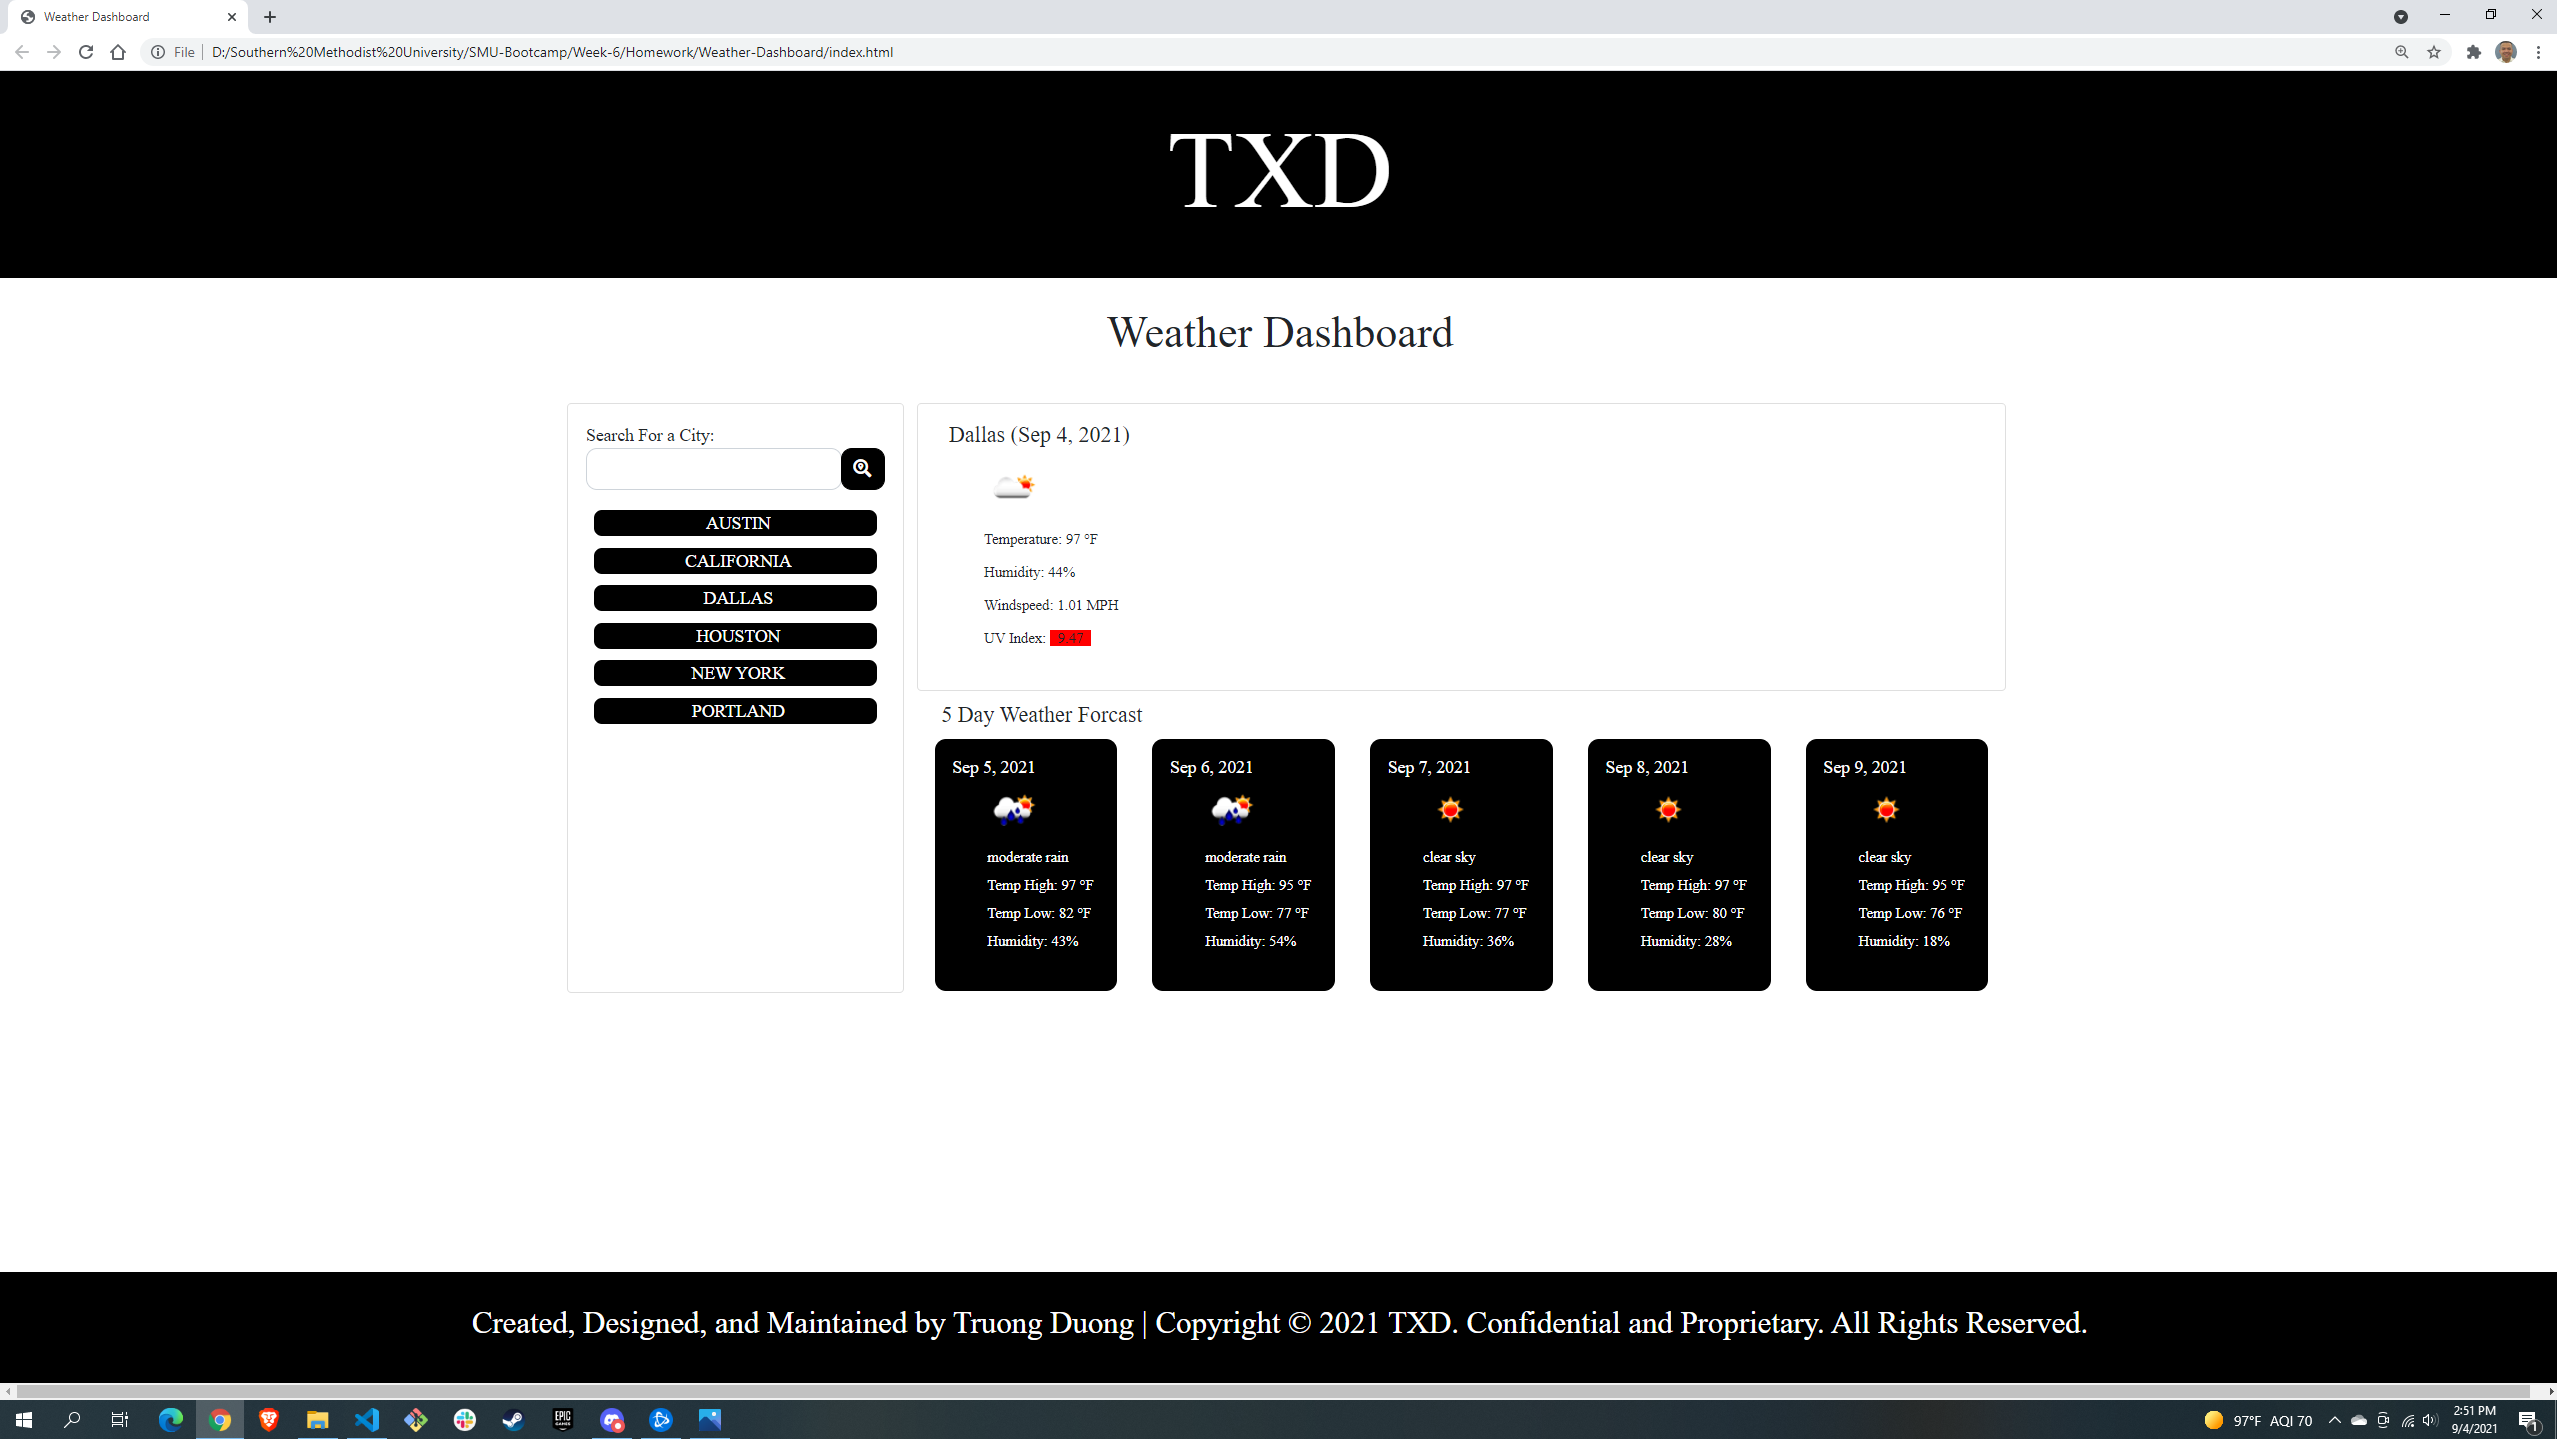 Weather Dashboard
File
D:/Southern%20Methodist%20University/SMU-Bootcamp/Week-6/Homework/Weather-Dashboard/index.html
TXD
Weather Dashboard
Search For a City:
AUSTIN
CALIFORNIA
DALLAS
HOUSTON
NEW YORK
PORTLAND
Dallas (Sep 4, 2021)
Temperature: 97 °F
Humidity: 44%
Windspeed: 1.01 MPH
UV Index: 9.47
5 Day Weather Forcast
Sep 5, 2021
moderate rain
Temp High: 97 °F
Temp Low: 82 °F
Humidity: 43%
Sep 6, 2021
moderate rain
Temp High: 95 °F
Temp Low: 77 °F
Humidity: 54%
Sep 7, 2021
clear sky
Temp High: 97 °F
Temp Low: 77 °F
Humidity: 36%
Sep 8, 2021
clear sky
Temp High: 97 °F
Temp Low: 80 °F
Humidity: 28%
Sep 9, 2021
clear sky
Temp High: 95 °F
Temp Low: 76 °F
Humidity: 18%
Created, Designed, and Maintained by Truong Duong | Copyright © 2021 TXD. Confidential and Proprietary. All Rights Reserved.
EPIC
GAMES
97°F AQI 70
2:51 PM
9/4/2021
1